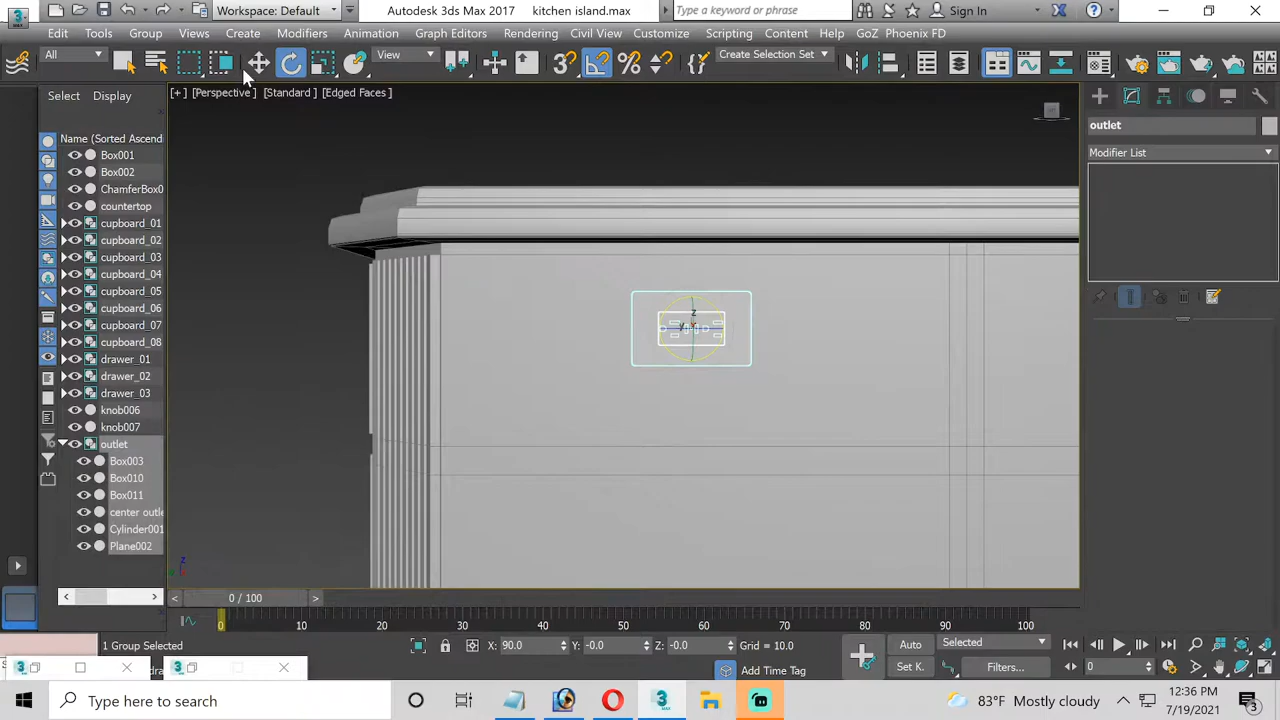 Workspace: Default
Autodesk 3ds Max 2017 kitchen island.max
Type a keyword or phrase
Sign In
Edit Tools Group Views Create Modifiers Animation Graph Editors Rendering Civil View Customize Scripting Content Help GoZ Phoenix FD
All
View
Create Selection Set
Select Display
[+] [Perspective] [Standard] [Edged Faces]
outlet
Modifier List
Name (Sorted Ascen
Box001
Box002
ChamferBox0
countertop
cupboard_01
cupboard_02
cupboard_03
cupboard_04
cupboard_05
cupboard_06
cupboard_07
cupboard_08
drawer_01
drawer_02
drawer_03
knob006
knob007
outlet
Box003
Box010
Box011
center outle
Cylinder001
Plane002
z
y
z
0 / 100
0 10 20 30 40 50 60 70 80 90 100
1 Group Selected
X: 90.0 Y: -0.0 Z: -0.0 Grid = 10.0
Auto Selected
Add Time Tag
Set K. Filters... 0
Type here to search
83°F Mostly cloudy
12:36 PM
7/19/2021
3